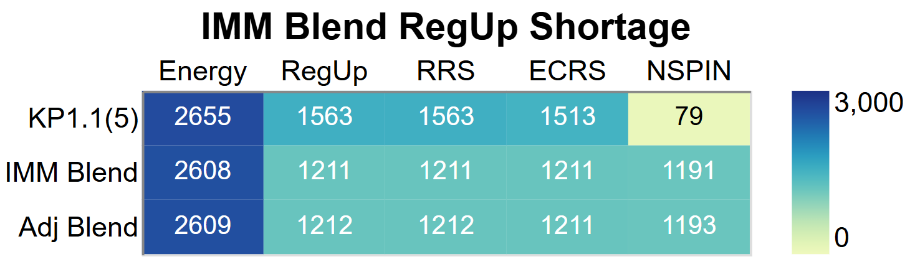 IMM Blend RegUp Shortage
Energy RegUp RRS ECRS NSPIN
KP1.1(5) 2655 1563 1563 1513 79
IMM Blend 2608 1211 1211 1211 1191
Adj Blend 2609 1212 1212 1211 1193
3,000
0